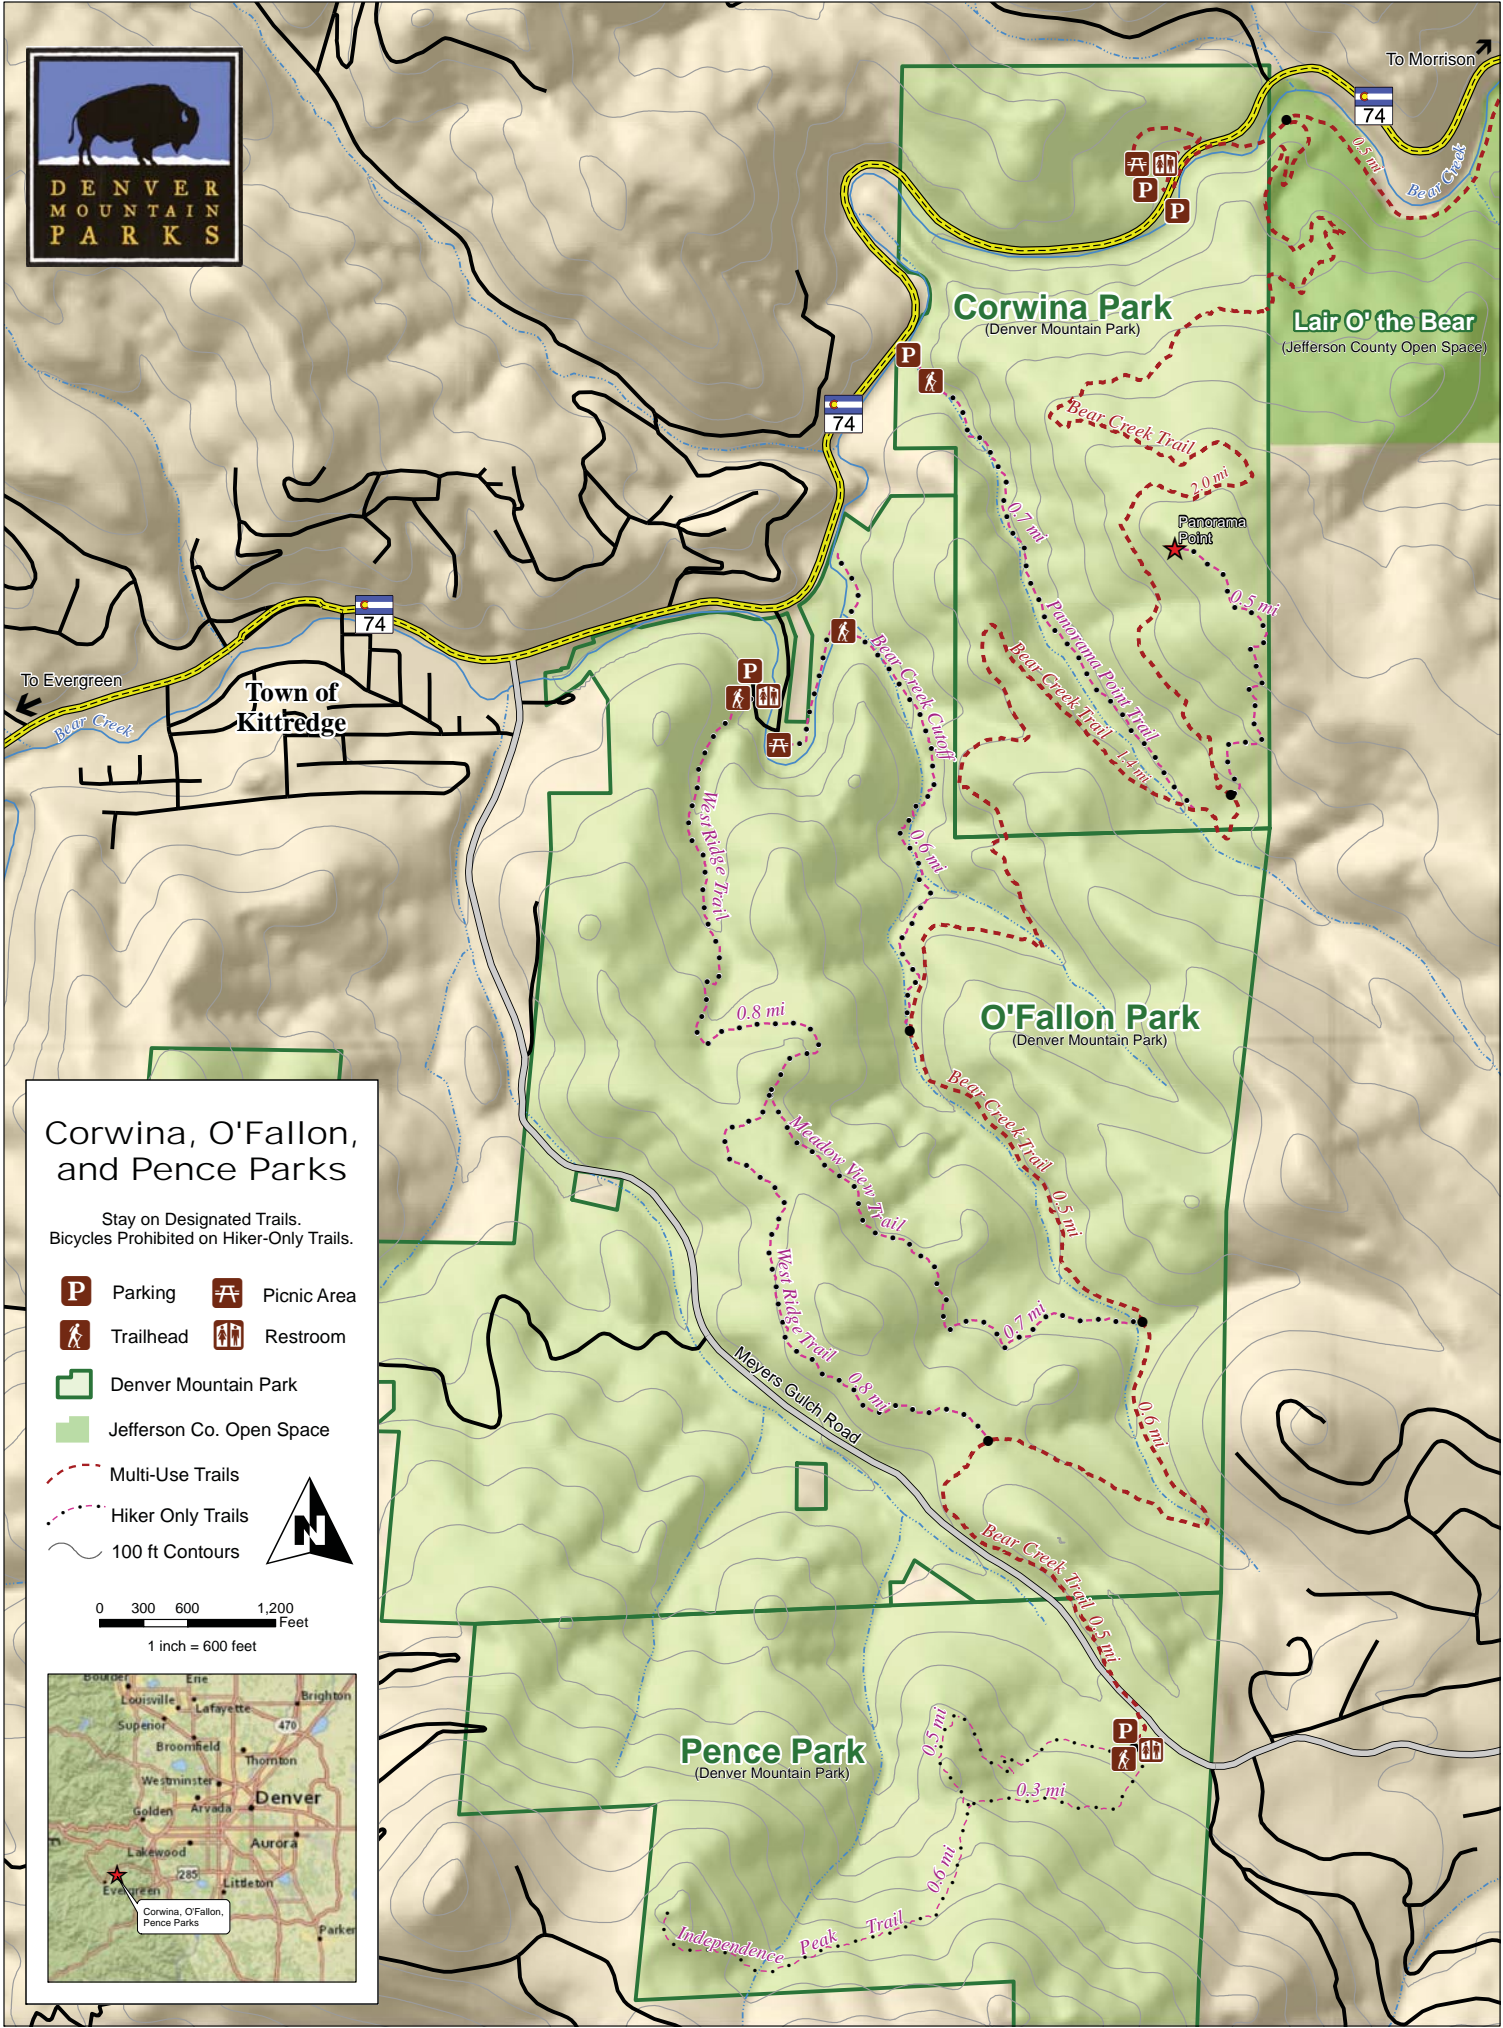 DENVER
MOUNTAIN
PARKS
To Morrison
74
0.5 mi
Bear Creek
Corwina Park
(Denver Mountain Park)
Lair O' the Bear
(Jefferson County Open Space)
P
P
P
74
Bear Creek Trail
2.0 mi
0.7 mi
Panorama
Point
0.5 mi
Panorama Point Trail
Bear Creek Trail
1.4 mi
74
To Evergreen
Bear Creek
Town of
Kittredge
P
Bear Creek Cutoff
0.6 mi
West Ridge Trail
0.8 mi
O'Fallon Park
(Denver Mountain Park)
Bear Creek Trail
0.5 mi
Meadow View Trail
0.7 mi
West Ridge Trail
0.8 mi
0.6 mi
Meyers Gulch Road
Bear Creek Trail 0.5 mi
P
Pence Park
(Denver Mountain Park)
0.5 mi
0.3 mi
0.6 mi
Independence Peak Trail
Corwina, O'Fallon,
and Pence Parks
Stay on Designated Trails.
Bicycles Prohibited on Hiker-Only Trails.
P Parking
Picnic Area
Trailhead
Restroom
Denver Mountain Park
Jefferson Co. Open Space
Multi-Use Trails
Hiker Only Trails
100 ft Contours
N
0 300 600 1,200
Feet
1 inch = 600 feet
Boulder
Erie
Louisville
Lafayette
Brighton
Superior
470
Broomfield
Thornton
Westminster
Denver
Golden
Arvada
Aurora
Lakewood
285
Littleton
Evergreen
Corwina, O'Fallon,
Pence Parks
Parker